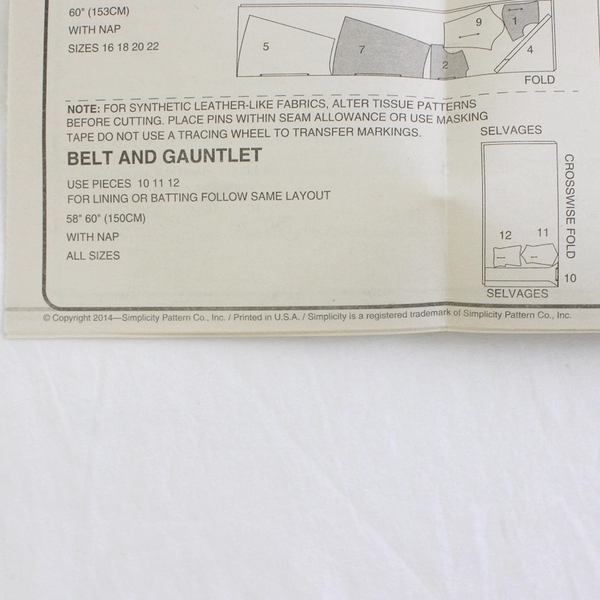 60" (153CM)
WITH NAP
SIZES 16 18 20 22
5
7
2
9
1
4
FOLD
NOTE: FOR SYNTHETIC LEATHER-LIKE FABRICS, ALTER TISSUE PATTERNS
BEFORE CUTTING. PLACE PINS WITHIN SEAM ALLOWANCE OR USE MASKING
TAPE DO NOT USE A TRACING WHEEL TO TRANSFER MARKINGS.
BELT AND GAUNTLET
USE PIECES 10 11 12
FOR LINING OR BATTING FOLLOW SAME LAYOUT
58" 60" (150CM)
WITH NAP
ALL SIZES
SELVAGES
CROSSWISE FOLD
12
11
10
SELVAGES
© Copyright 2014—Simplicity Pattern Co., Inc. / Printed in U.S.A. / Simplicity is a registered trademark of Simplicity Pattern Co., Inc.